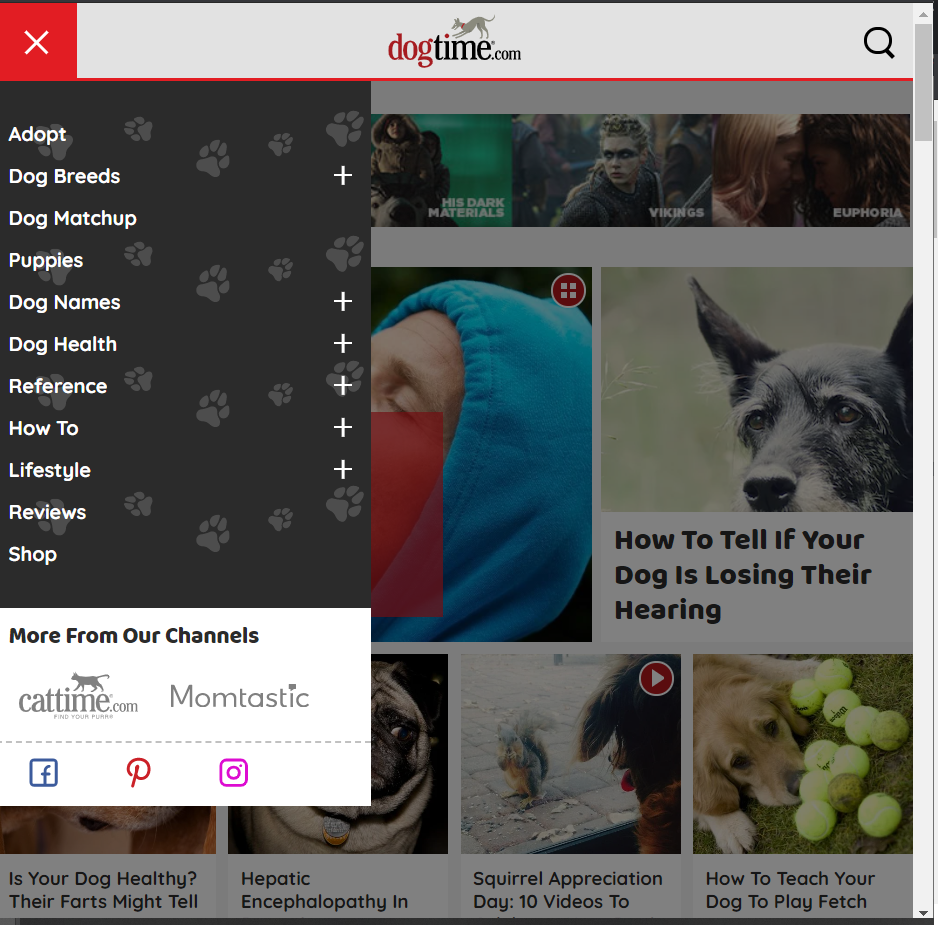 dogtime.com
Adopt
Dog Breeds
Dog Matchup
Puppies
Dog Names
Dog Health
Reference
How To
Lifestyle
Reviews
Shop
More From Our Channels
cattime.com
FIND YOUR PURR®
Momtastic
HIS DARK
MATERIALS
VIKINGS
EUPHORIA
How To Tell If Your
Dog Is Losing Their
Hearing
Is Your Dog Healthy?
Their Farts Might Tell
Hepatic
Encephalopathy In
Squirrel Appreciation
Day: 10 Videos To
How To Teach Your
Dog To Play Fetch
Wilson